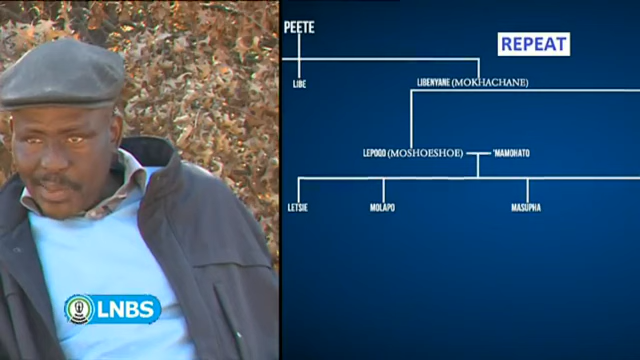 PEETE
REPEAT
LIBE
LIBENYANE (MOKHACHANE)
LEPOQO (MOSHOESHOE)
'MAMOHATO
LETSIE
MOLAPO
MASUPHA
LNBS